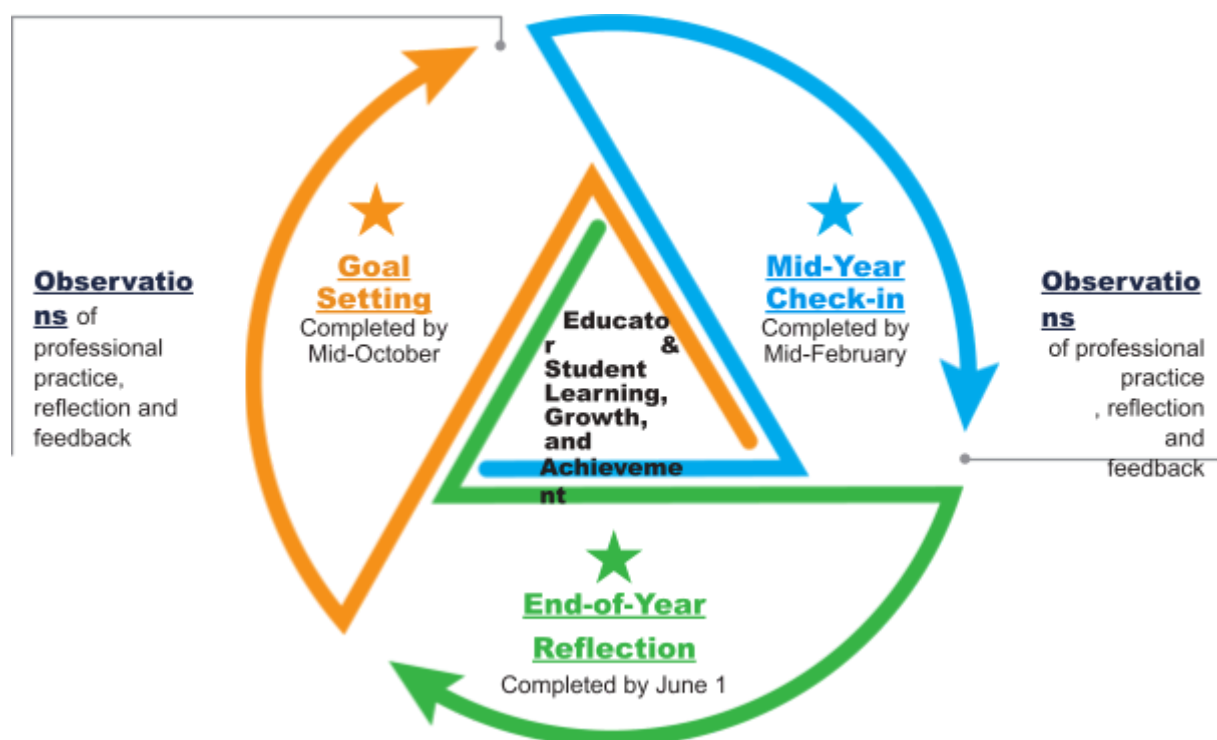 Observatio
ns of
professional
practice,
reflection and
feedback
Goal
Setting
Completed by
Mid-October
Educato
r &
Student
Learning,
Growth,
and
Achieveme
nt
Mid-Year
Check-in
Completed by
Mid-February
Observatio
ns
of professional
practice
, reflection
and
feedback
End-of-Year
Reflection
Completed by June 1